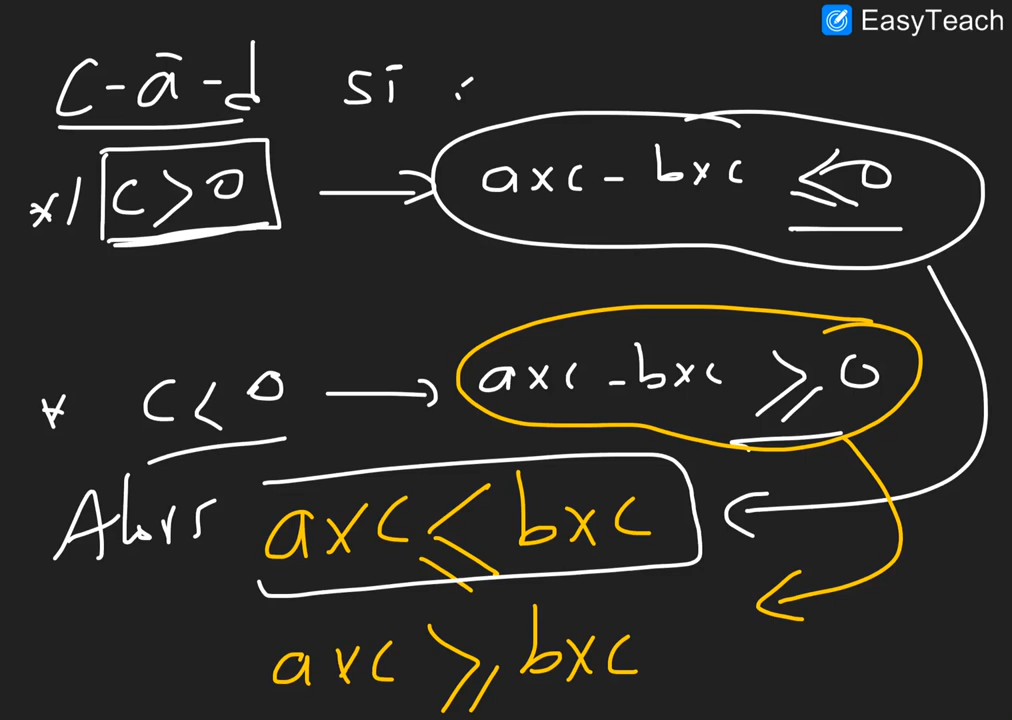 EasyTeach
C-à-d si :
* c > 0 → axc - bxc ≤ 0
* c < 0 → axc - bxc ≥ 0
Alors axc ≤ bxc ←
axc ≥ bxc ←